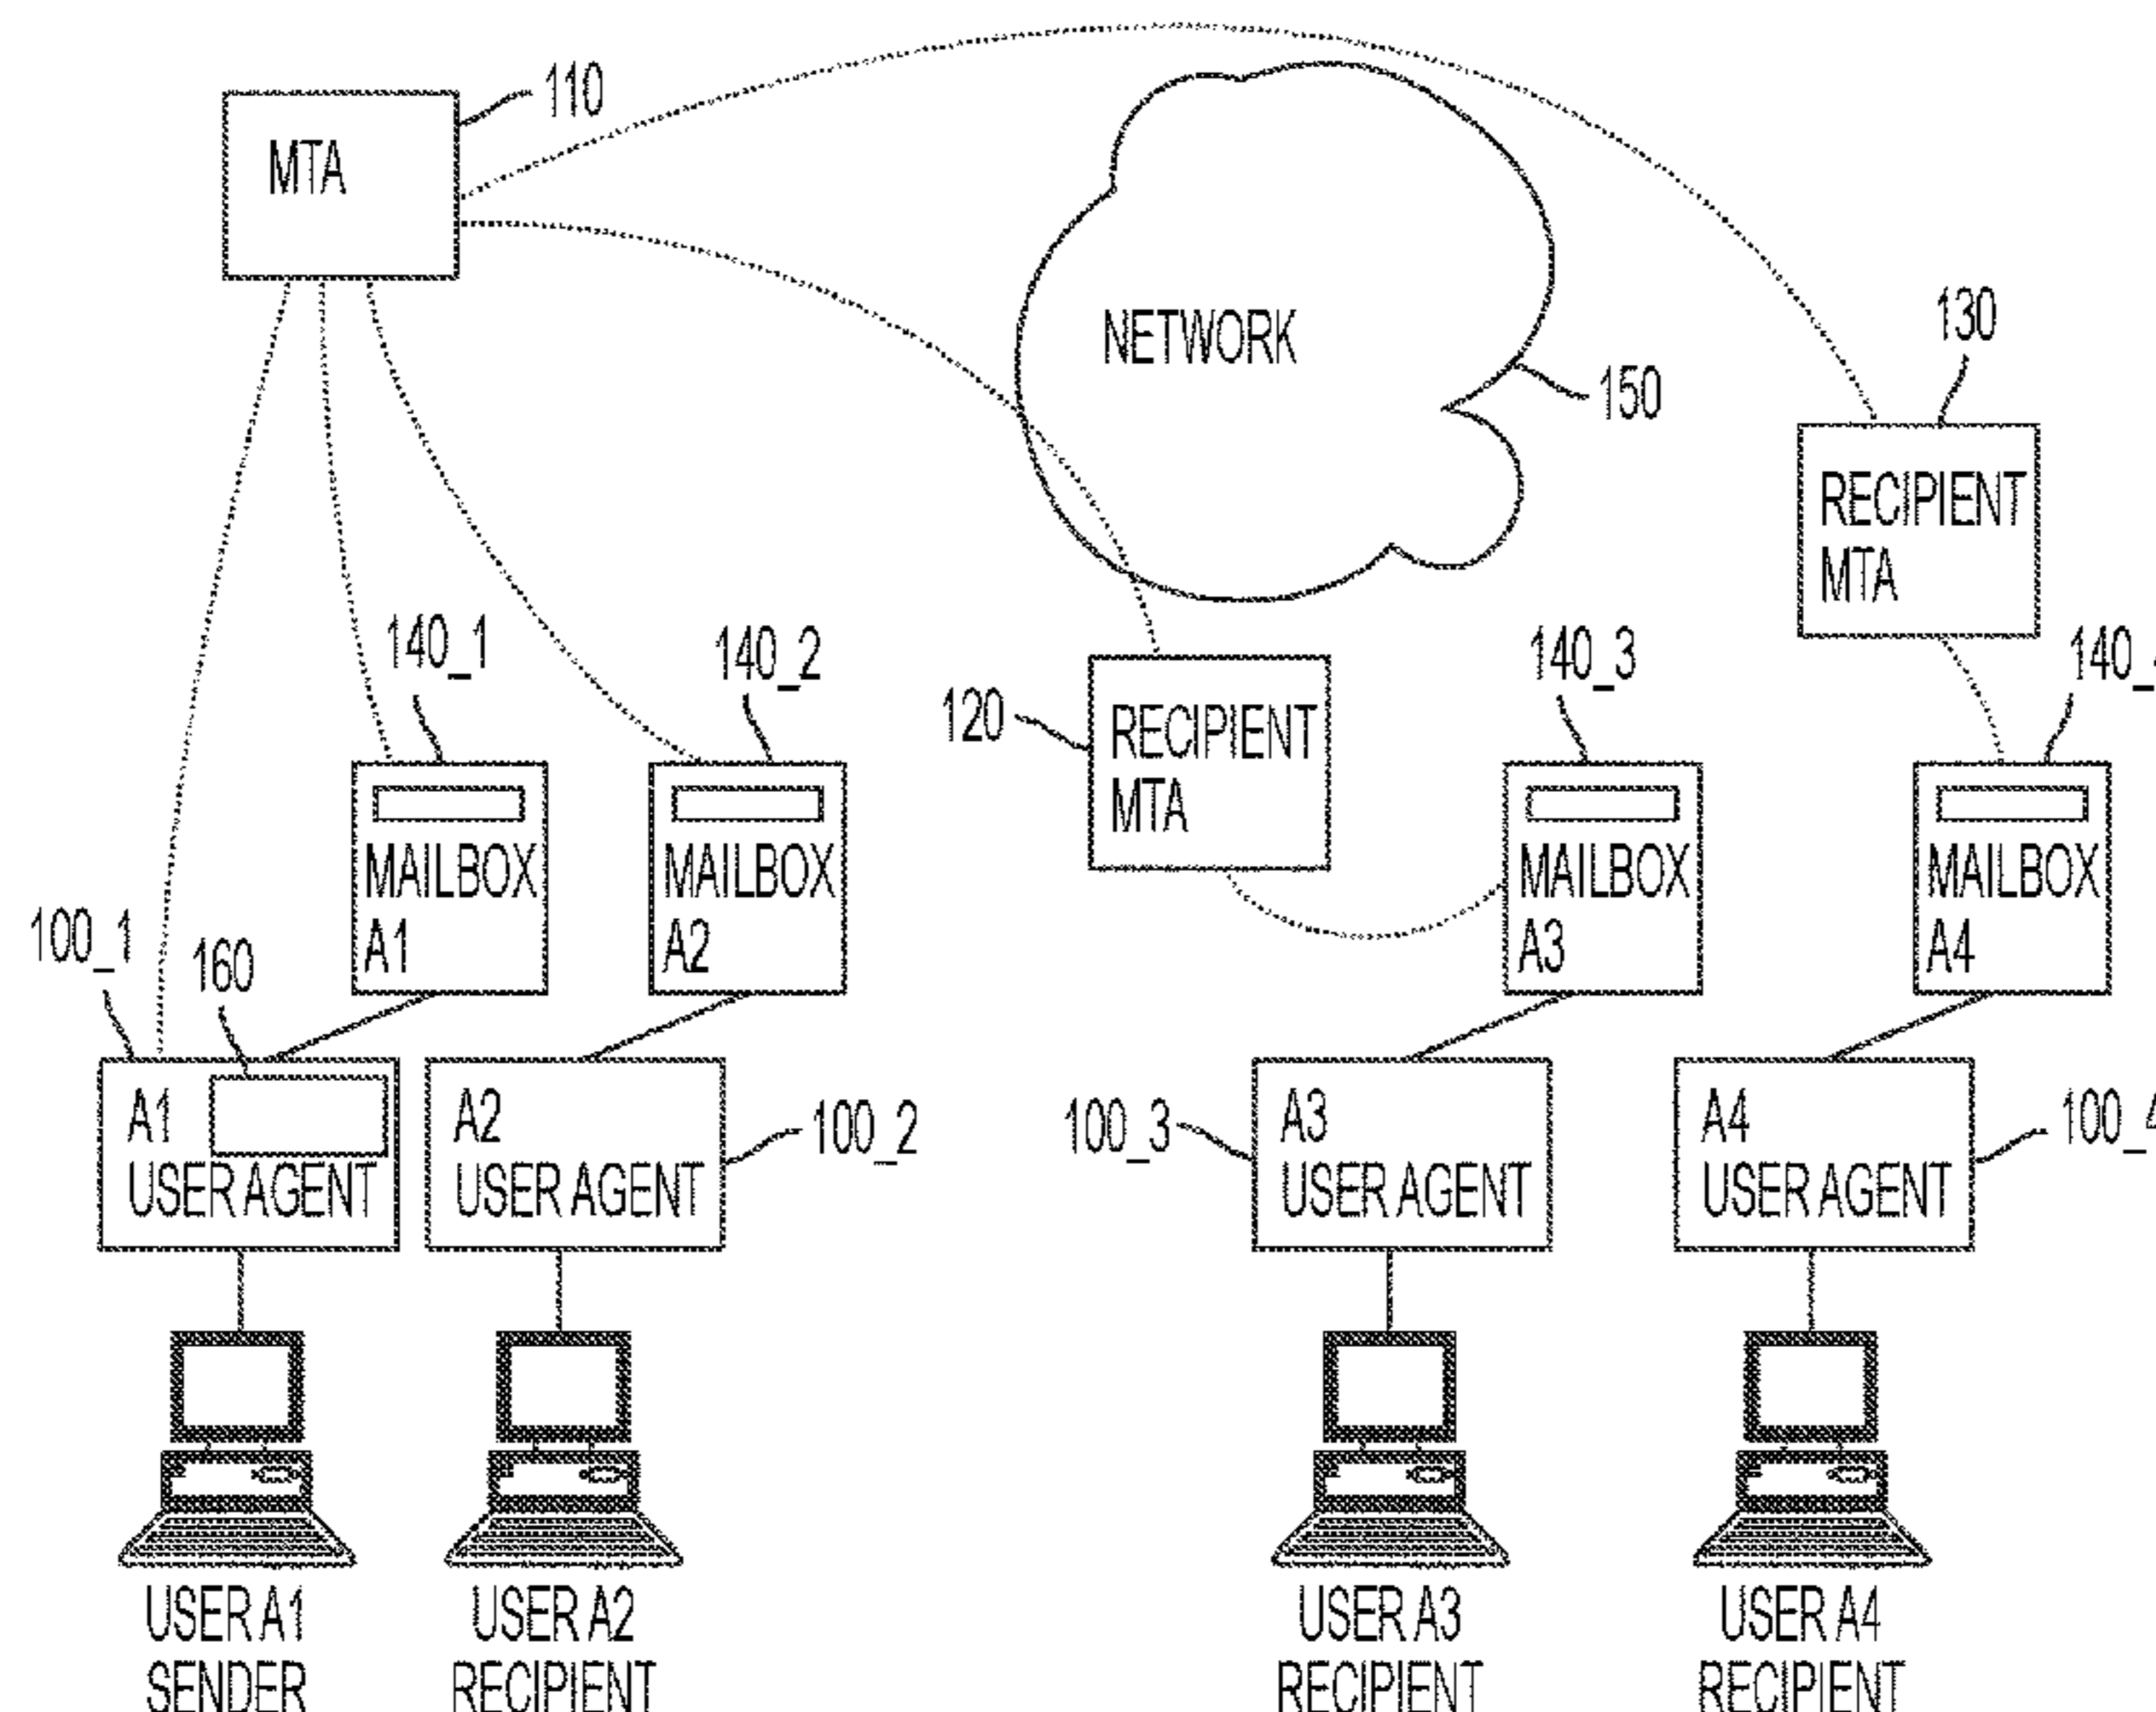 110
MTA
NETWORK
150
130
RECIPIENT
MTA
140_1
140_2
120
RECIPIENT
MTA
140_3
140_4
MAILBOX
A1
MAILBOX
A2
MAILBOX
A3
MAILBOX
A4
100_1
160
A1
USER AGENT
A2
USER AGENT
100_2
100_3
A3
USER AGENT
A4
USER AGENT
100_4
USER A1
SENDER
USER A2
RECIPIENT
USER A3
RECIPIENT
USER A4
RECIPIENT